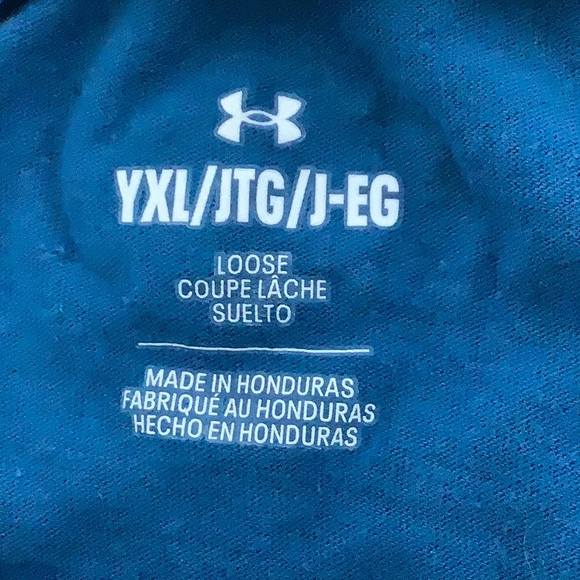 YXL/JTG/J-EG
LOOSE
COUPE LÂCHE
SUELTO
MADE IN HONDURAS
FABRIQUÉ AU HONDURAS
HECHO EN HONDURAS